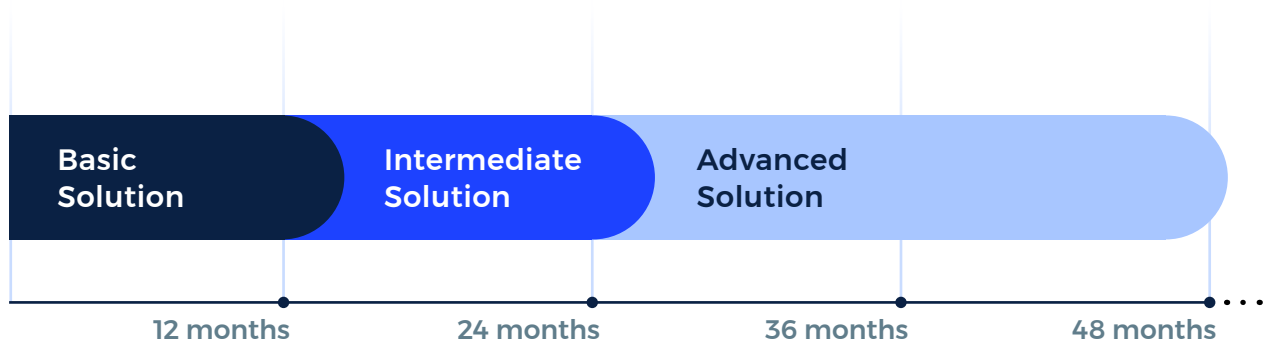 Basic
Solution
Intermediate
Solution
Advanced
Solution
12 months
24 months
36 months
48 months